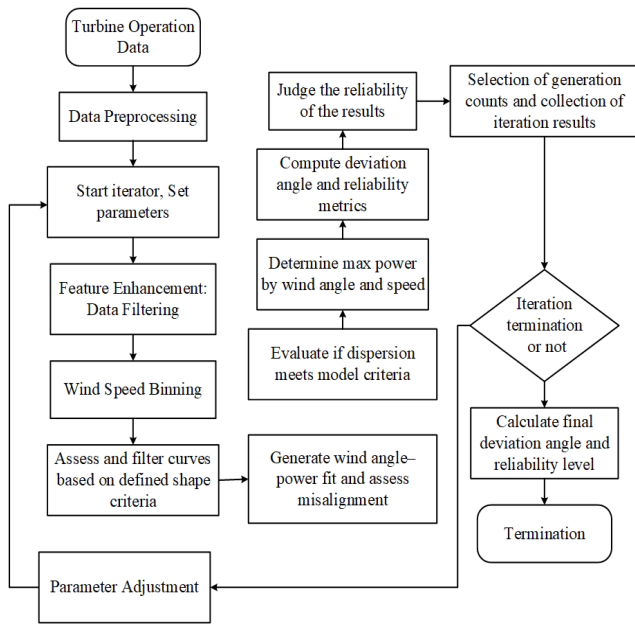 Turbine Operation
Data
Data Preprocessing
Start iterator, Set
parameters
Feature Enhancement:
Data Filtering
Wind Speed Binning
Assess and filter curves
based on defined shape
criteria
Generate wind angle–
power fit and assess
misalignment
Evaluate if dispersion
meets model criteria
Determine max power
by wind angle and speed
Compute deviation
angle and reliability
metrics
Judge the reliability
of the results
Selection of generation
counts and collection of
iteration results
Iteration
termination
or not
Calculate final
deviation angle and
reliability level
Termination
Parameter Adjustment